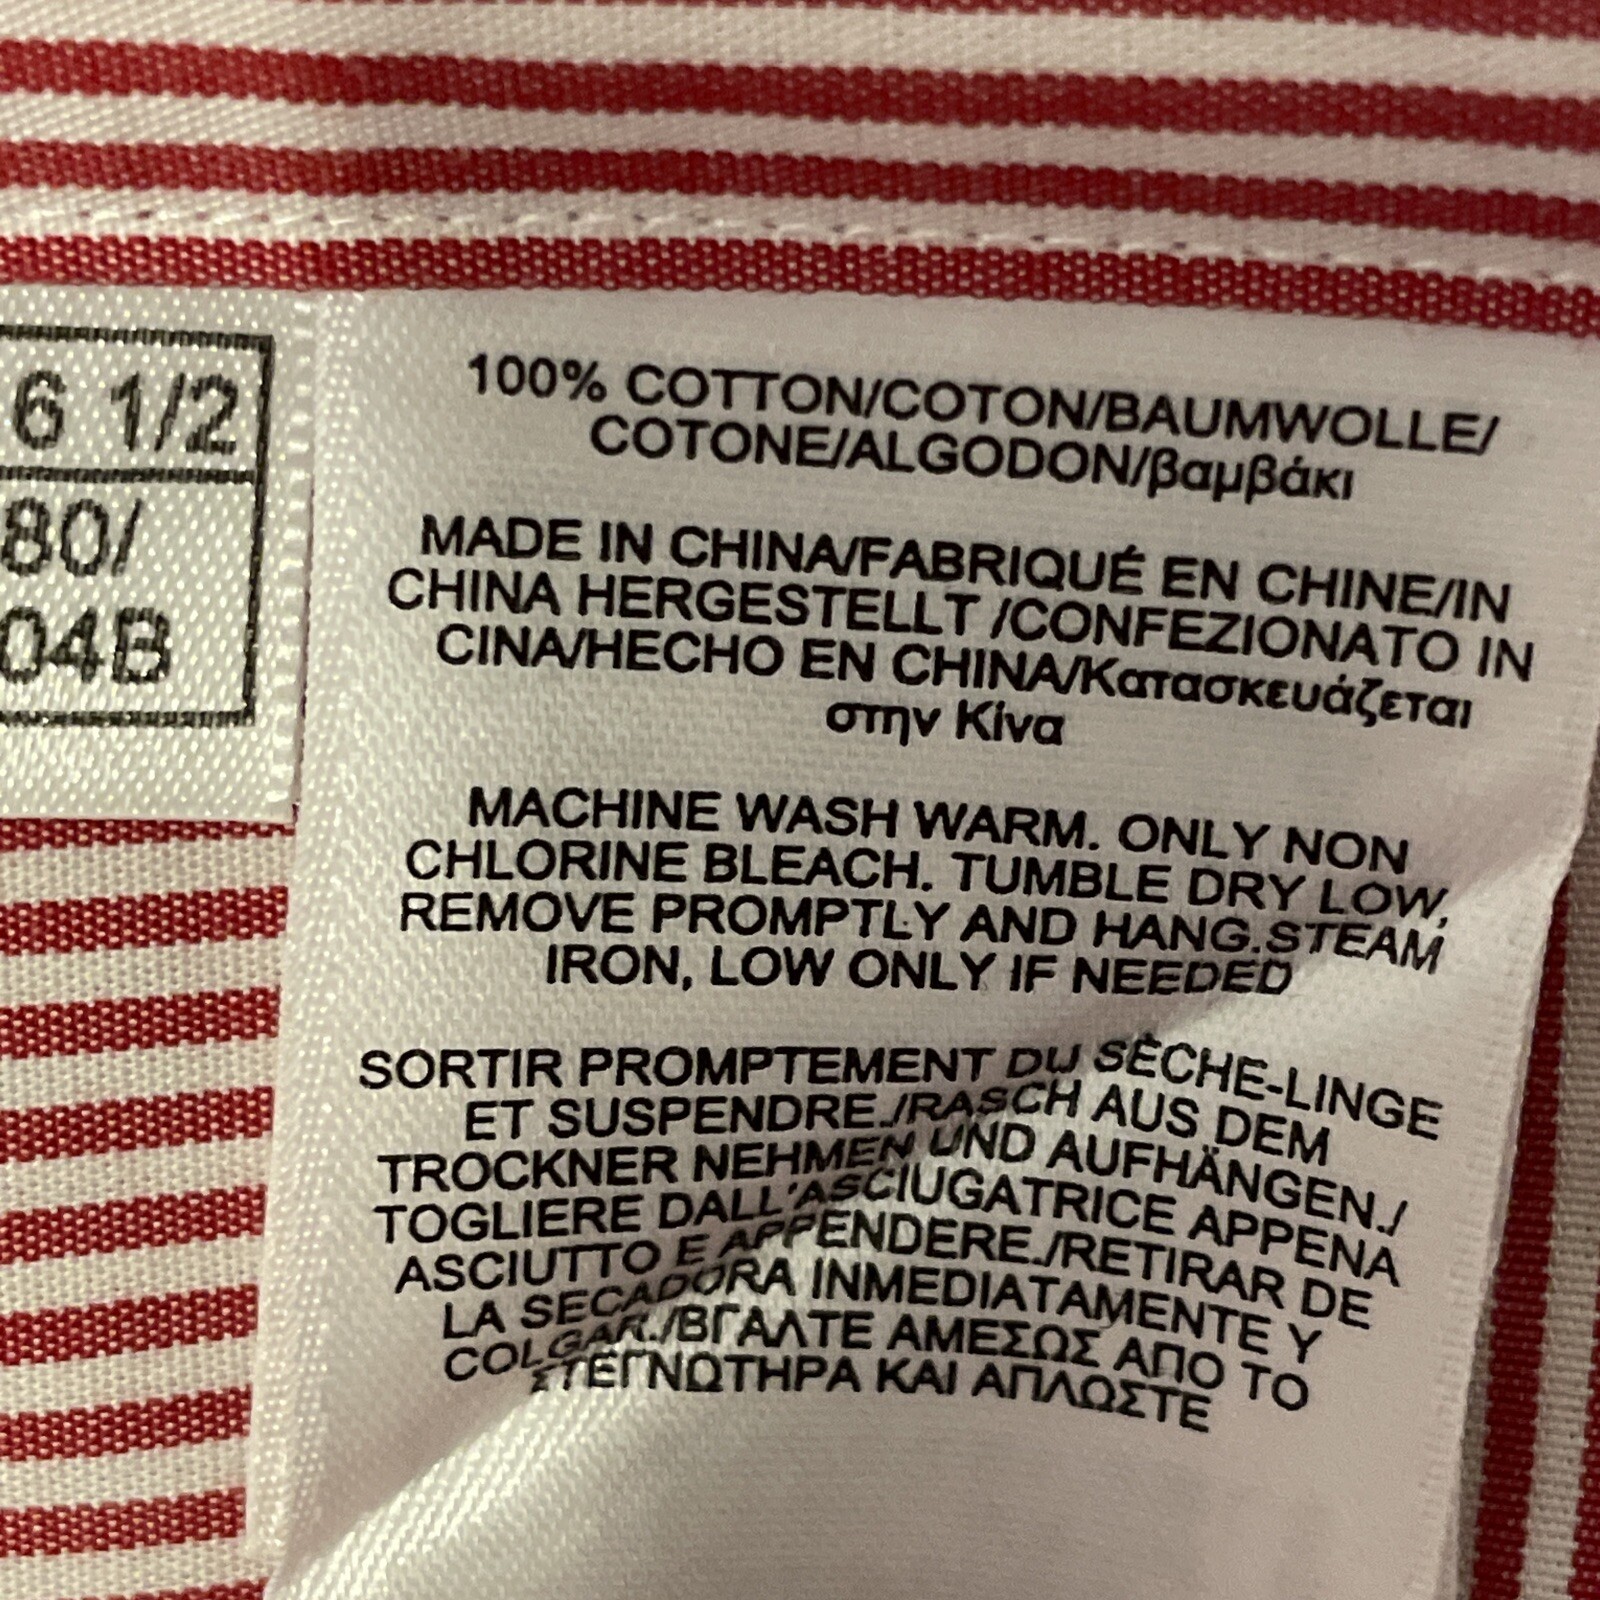 6 1/2
80/
04B
100% COTTON/COTON/BAUMWOLLE/
COTONE/ALGODON/βαμβάκι
MADE IN CHINA/FABRIQUÉ EN CHINE/IN
CHINA HERGESTELLT /CONFEZIONATO IN
CINA/HECHO EN CHINA/Κατασκευάζεται
στην Κίνα
MACHINE WASH WARM. ONLY NON
CHLORINE BLEACH. TUMBLE DRY LOW,
REMOVE PROMPTLY AND HANG.STEAM
IRON, LOW ONLY IF NEEDED
SORTIR PROMPTEMENT DU SÈCHE-LINGE
ET SUSPENDRE./RASCH AUS DEM
TROCKNER NEHMEN UND AUFHÄNGEN./
TOGLIERE DALL'ASCIUGATRICE APPENA
ASCIUTTO E APPENDERE./RETIRAR DE
LA SECADORA INMEDIATAMENTE Y
COLGAR./ΒΓΑΛΤΕ ΑΜΕΣΩΣ ΑΠΟ ΤΟ
ΣΤΕΓΝΩΤΗΡΑ ΚΑΙ ΑΠΛΩΣΤΕ